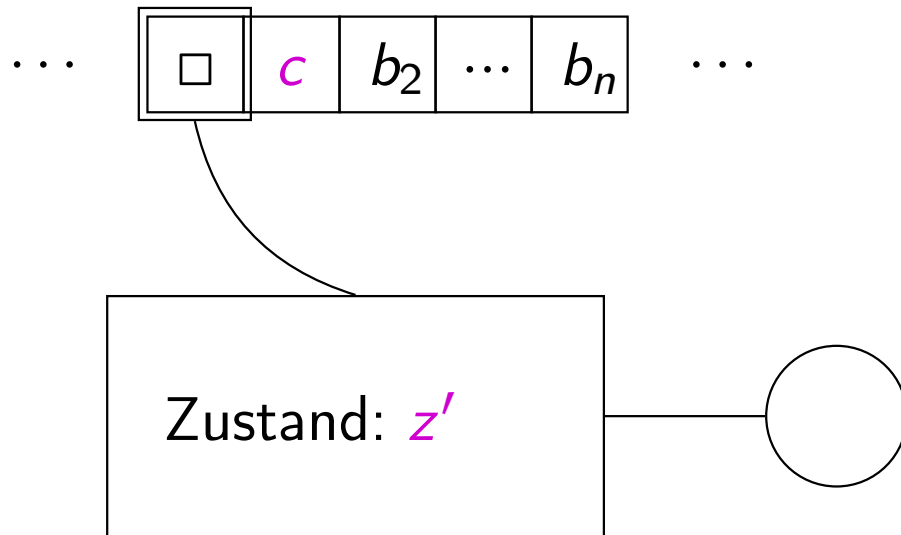 ⋯ □ c b₂ ⋯ bₙ ⋯
Zustand: z′